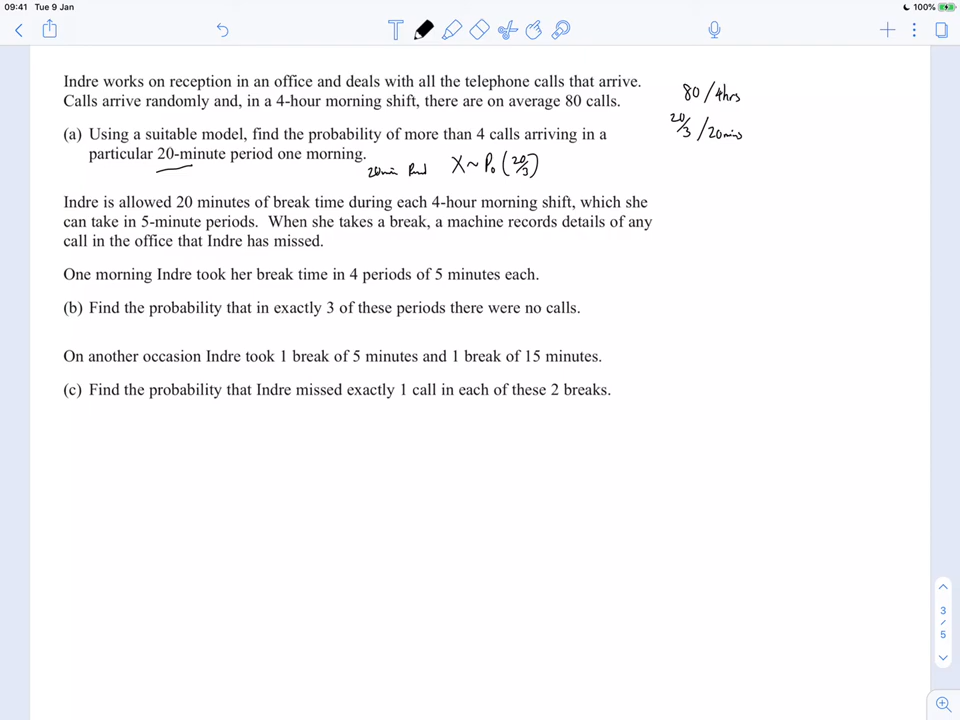 09:41 Tue 9 Jan
100%
Indre works on reception in an office and deals with all the telephone calls that arrive.
Calls arrive randomly and, in a 4-hour morning shift, there are on average 80 calls.
80/4hrs
(a) Using a suitable model, find the probability of more than 4 calls arriving in a
20/3 /20mins
particular 20-minute period one morning.
20min X~Po(20/3)
Indre is allowed 20 minutes of break time during each 4-hour morning shift, which she
can take in 5-minute periods. When she takes a break, a machine records details of any
call in the office that Indre has missed.
One morning Indre took her break time in 4 periods of 5 minutes each.
(b) Find the probability that in exactly 3 of these periods there were no calls.
On another occasion Indre took 1 break of 5 minutes and 1 break of 15 minutes.
(c) Find the probability that Indre missed exactly 1 call in each of these 2 breaks.
3
/
5